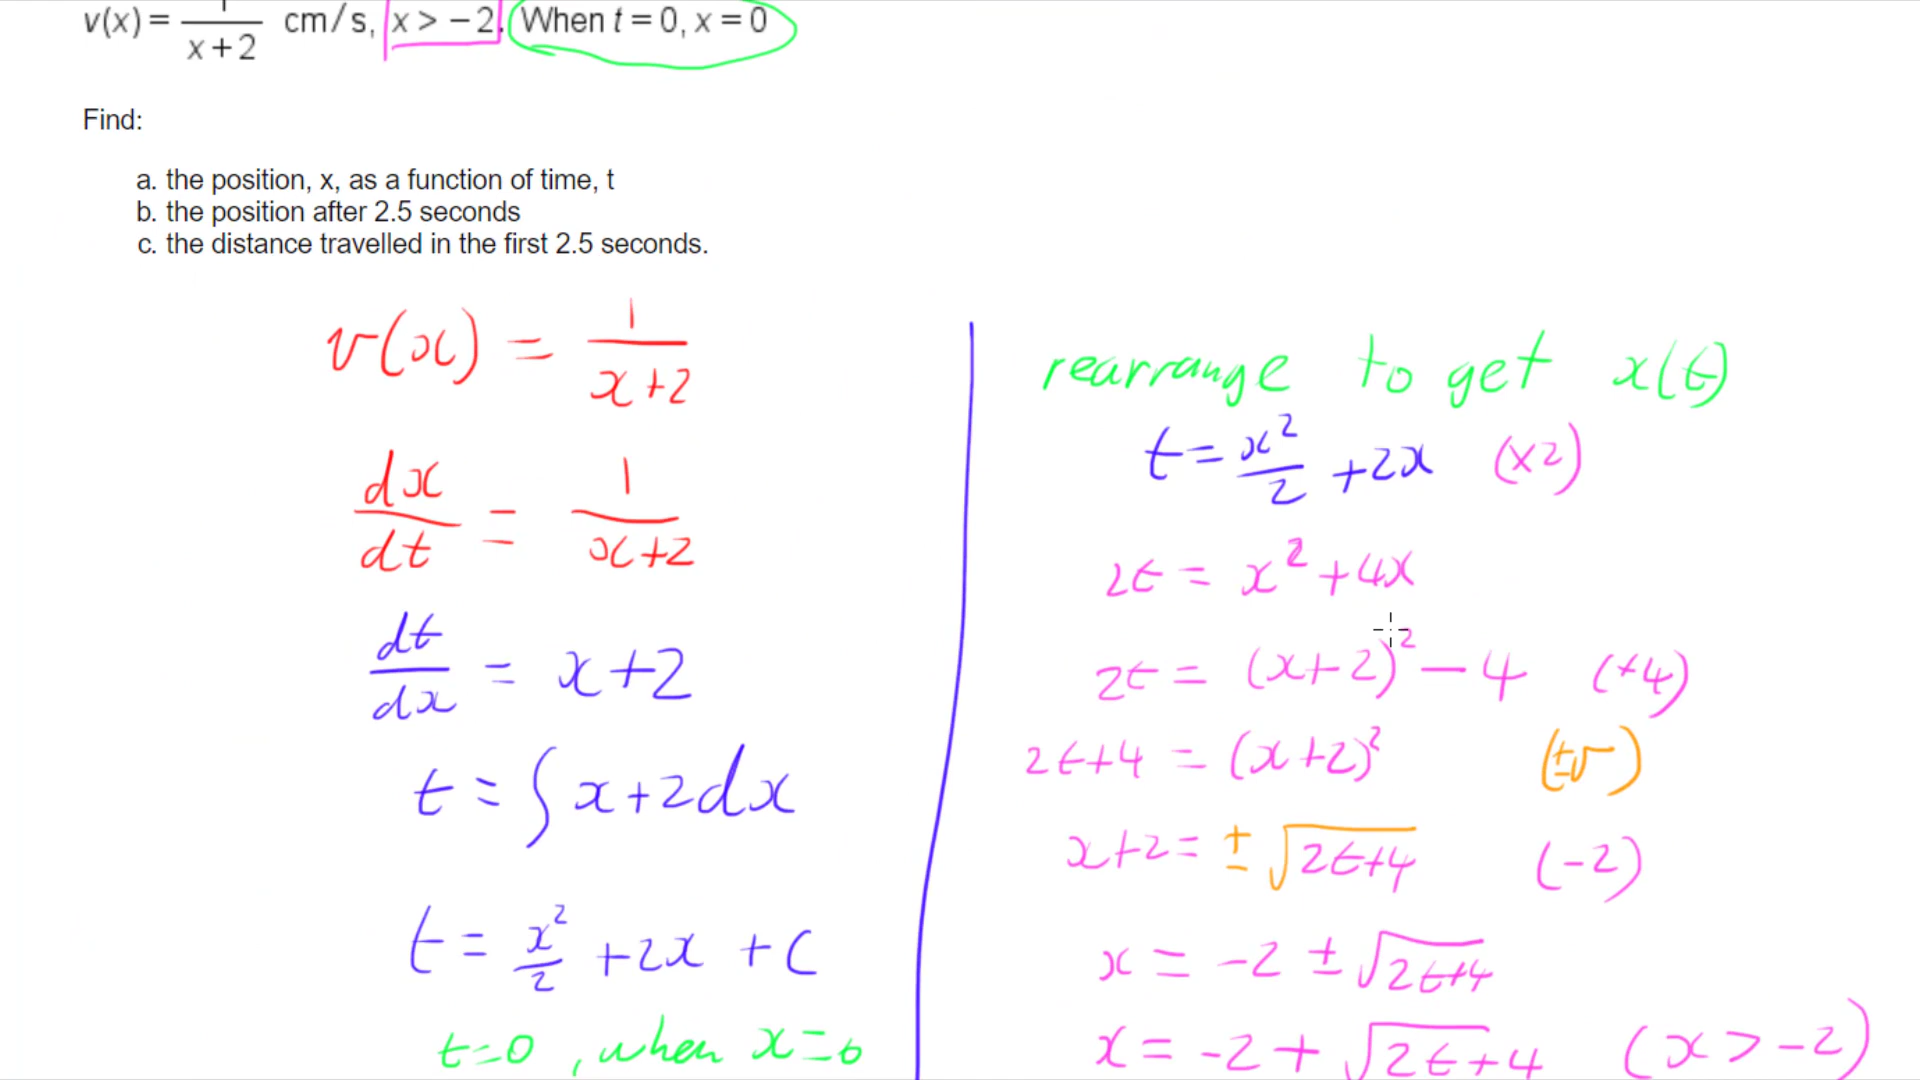 v(x) = 1/(x+2) cm/s, x > −2. When t = 0, x = 0
Find:
a. the position, x, as a function of time, t
b. the position after 2.5 seconds
c. the distance travelled in the first 2.5 seconds.
v(x) = 1/(x+2)
dx/dt = 1/(x+2)
dt/dx = x+2
t = ∫ x+2 dx
t = x²/2 +2x + c
t=0 , when x=0
rearrange to get x(t)
t = x²/2 +2x (×2)
2t = x² +4x
2t = (x+2)² − 4 (+4)
2t+4 = (x+2)² (±√)
x+2 = ± √(2t+4) (−2)
x = −2 ± √(2t+4)
x = −2 + √(2t+4) (x > −2)